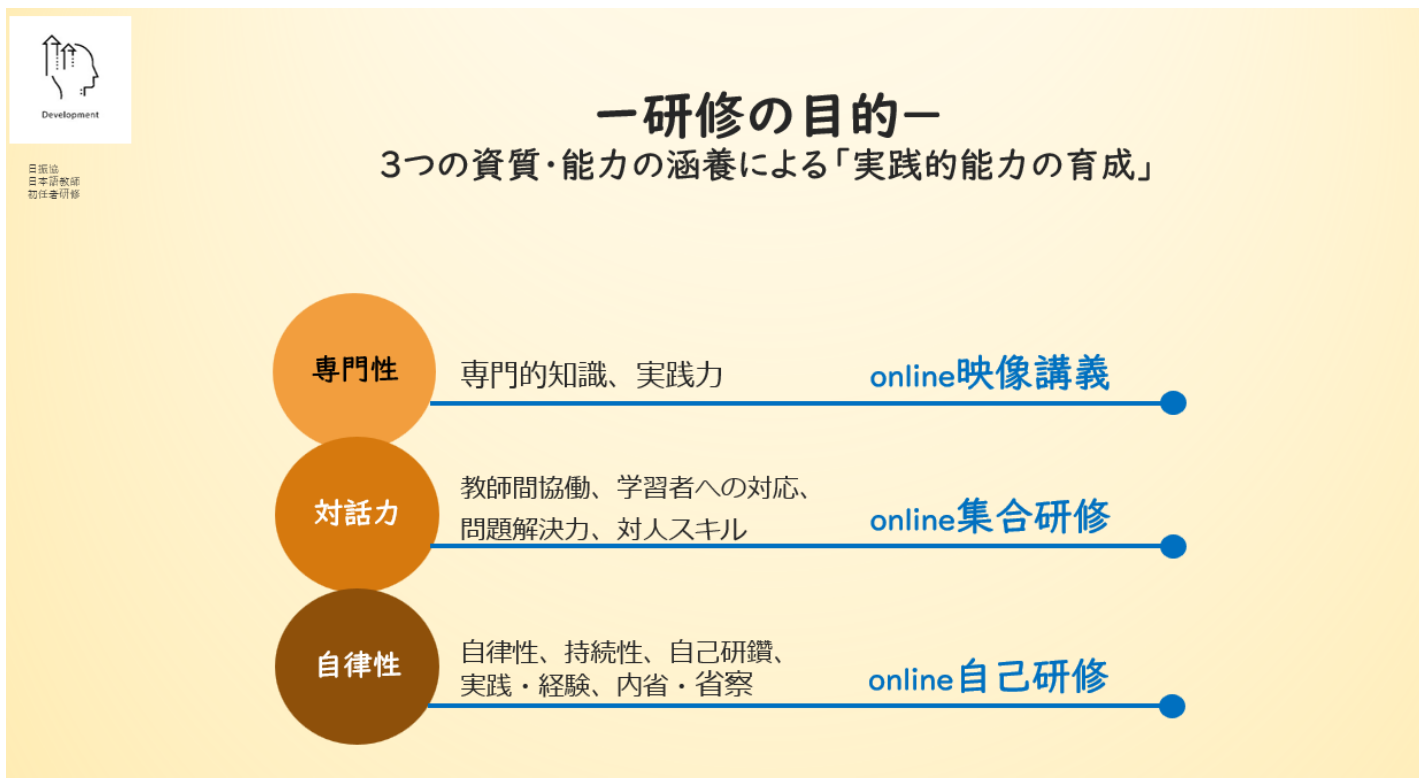 Development
日振協
日本語教師
初任者研修
ー研修の目的ー
3つの資質・能力の涵養による「実践的能力の育成」
専門性
専門的知識、実践力
online映像講義
対話力
教師間協働、学習者への対応、
問題解決力、対人スキル
online集合研修
自律性
自律性、持続性、自己研鑽、
実践・経験、内省・省察
online自己研修